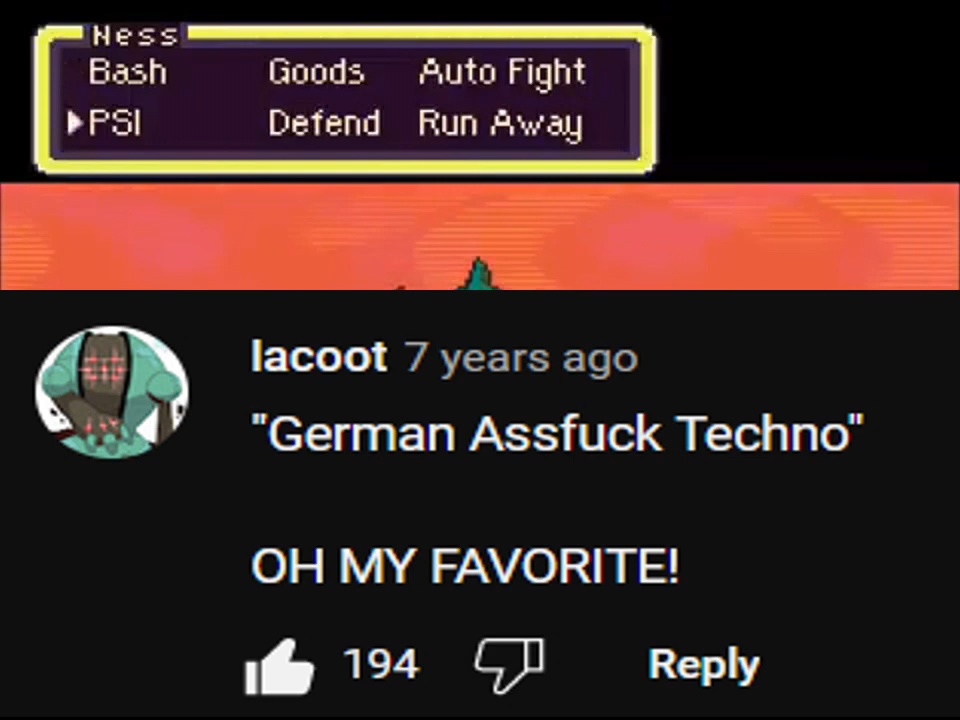 Ness
Bash Goods Auto Fight
PSI Defend Run Away
lacoot 7 years ago
"German Assfuck Techno"
OH MY FAVORITE!
194 Reply